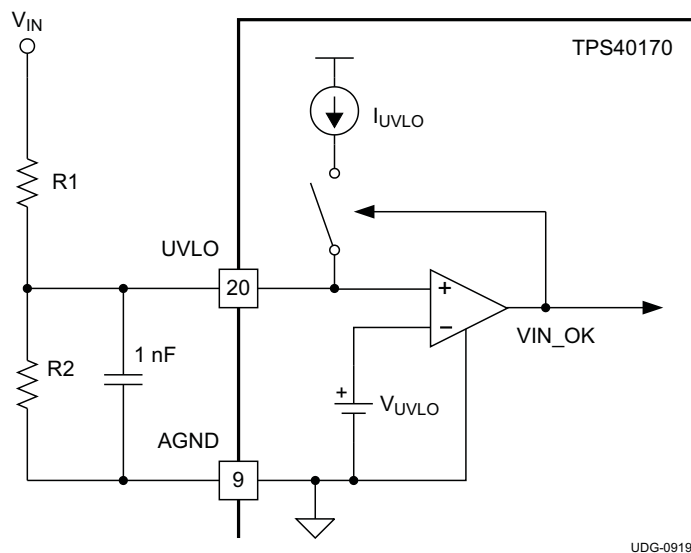 VIN
TPS40170
IUVLO
R1
UVLO
20
+
−
VIN_OK
R2
1 nF
+
VUVLO
AGND
9
UDG-0919